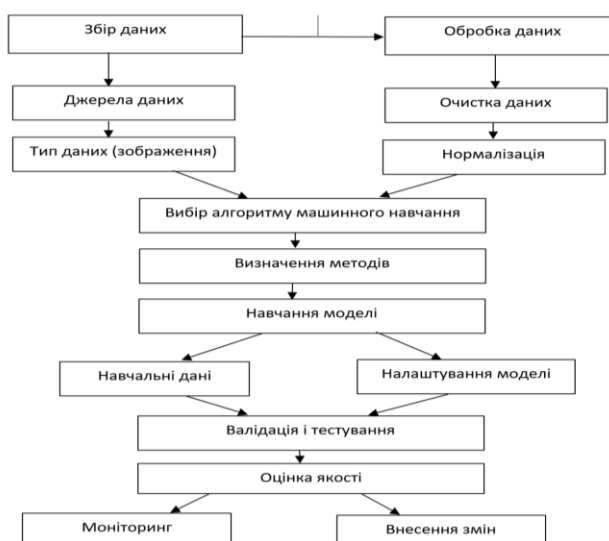 Збір даних
Обробка даних
Джерела даних
Очистка даних
Тип даних (зображення)
Нормалізація
Вибір алгоритму машинного навчання
Визначення методів
Навчання моделі
Навчальні дані
Налаштування моделі
Валідація і тестування
Оцінка якості
Моніторинг
Внесення змін